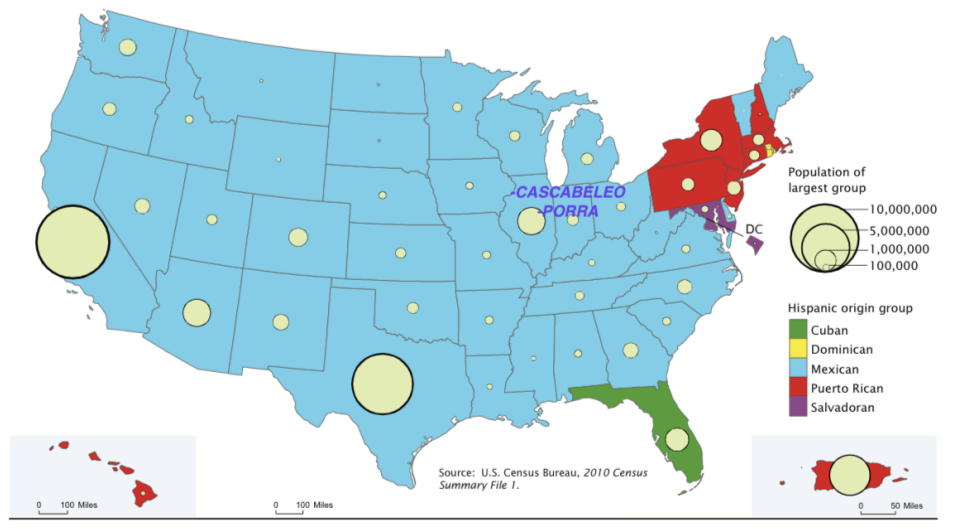 -CASCABELEO
-PORRA
DC
Population of
largest group
10,000,000
5,000,000
1,000,000
100,000
Hispanic origin group
Cuban
Dominican
Mexican
Puerto Rican
Salvadoran
Source: U.S. Census Bureau, 2010 Census
Summary File 1.
0 100 Miles
0 100 Miles
0 50 Miles